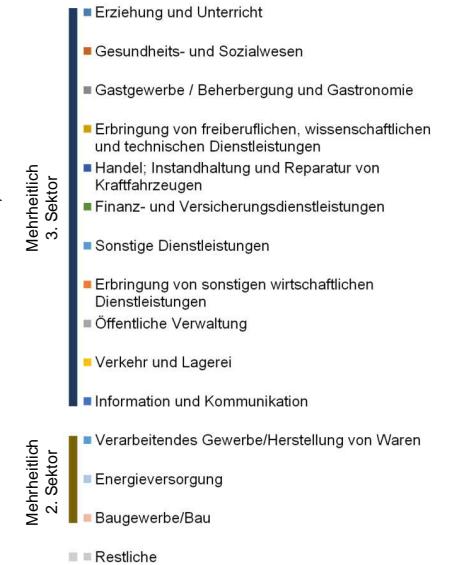 Mehrheitlich
3. Sektor
Erziehung und Unterricht
Gesundheits- und Sozialwesen
Gastgewerbe / Beherbergung und Gastronomie
Erbringung von freiberuflichen, wissenschaftlichen
und technischen Dienstleistungen
Handel; Instandhaltung und Reparatur von
Kraftfahrzeugen
Finanz- und Versicherungsdienstleistungen
Sonstige Dienstleistungen
Erbringung von sonstigen wirtschaftlichen
Dienstleistungen
Öffentliche Verwaltung
Verkehr und Lagerei
Information und Kommunikation
Mehrheitlich
2. Sektor
Verarbeitendes Gewerbe/Herstellung von Waren
Energieversorgung
Baugewerbe/Bau
Restliche